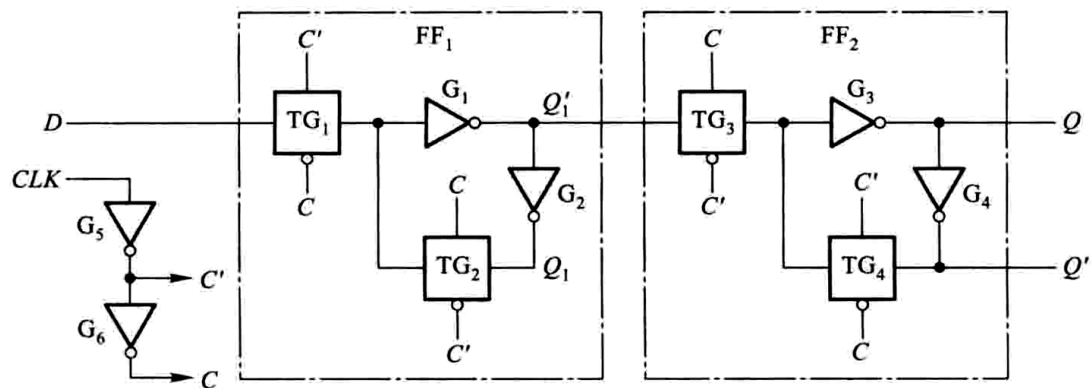 FF₁
FF₂
C'
C
G₁
Q₁'
G₃
D
TG₁
TG₃
Q
CLK
C
C'
G₂
C
C'
G₄
G₅
TG₂
Q₁
TG₄
Q'
C'
G₆
C'
C
C